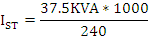 I_ST = 37.5KVA * 1000 / 240